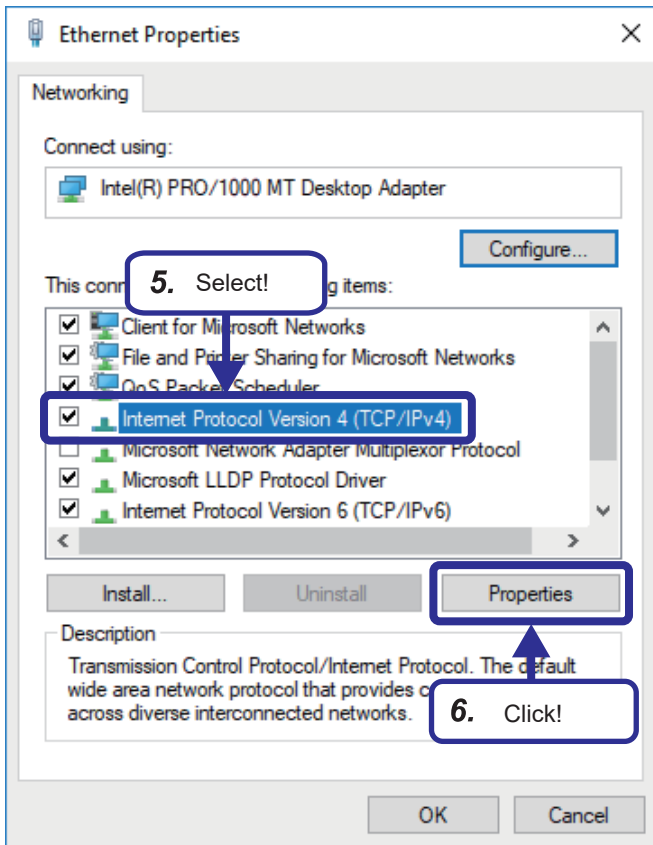 Ethernet Properties
Networking
Connect using:
Intel(R) PRO/1000 MT Desktop Adapter
Configure...
5. Select!
This conn g items:
Client for Microsoft Networks
File and Printer Sharing for Microsoft Networks
QoS Packet Scheduler
Internet Protocol Version 4 (TCP/IPv4)
Microsoft Network Adapter Multiplexor Protocol
Microsoft LLDP Protocol Driver
Internet Protocol Version 6 (TCP/IPv6)
Install...
Uninstall
Properties
Description
Transmission Control Protocol/Internet Protocol. The default
wide area network protocol that provides c
across diverse interconnected networks.
6. Click!
OK
Cancel